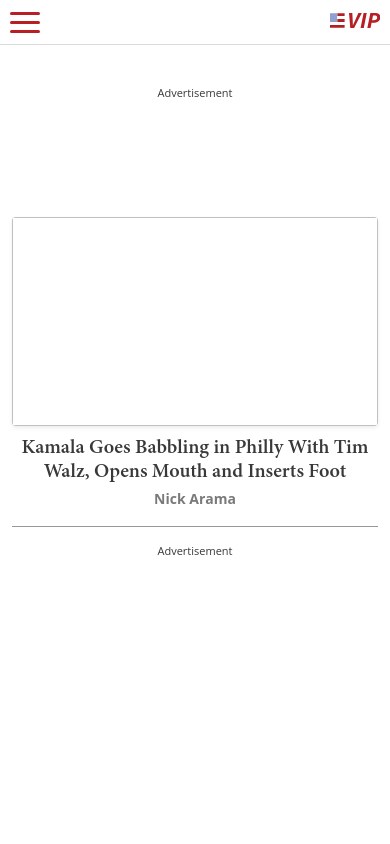 VIP
Advertisement
Kamala Goes Babbling in Philly With Tim
Walz, Opens Mouth and Inserts Foot
Nick Arama
Advertisement